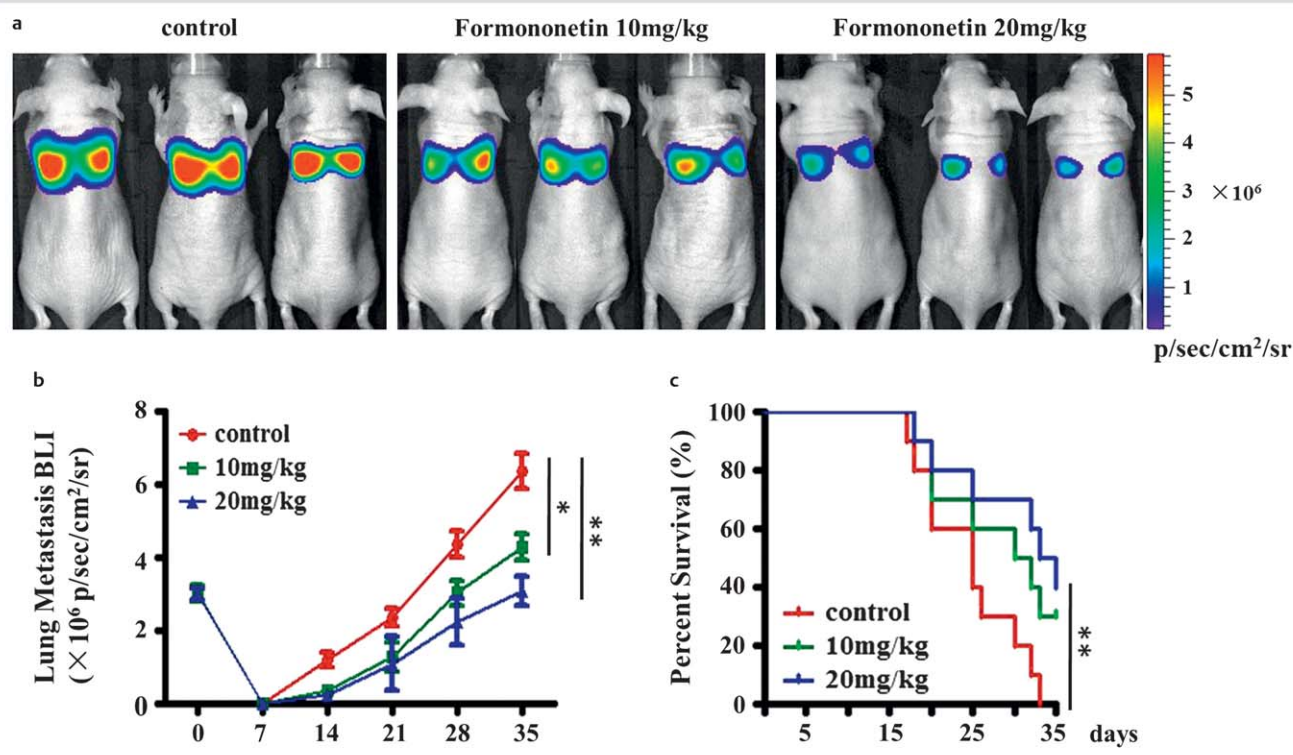 a
control
Formononetin 10mg/kg
Formononetin 20mg/kg
5
4
3
×10⁶
2
1
p/sec/cm²/sr
b
Lung Metastasis BLI
(×10⁶ p/sec/cm²/sr)
8
6
4
2
0
control
10mg/kg
20mg/kg
*
**
0 7 14 21 28 35
c
Percent Survival (%)
100
80
60
40
20
0
control
10mg/kg
20mg/kg
**
5 15 25 35 days